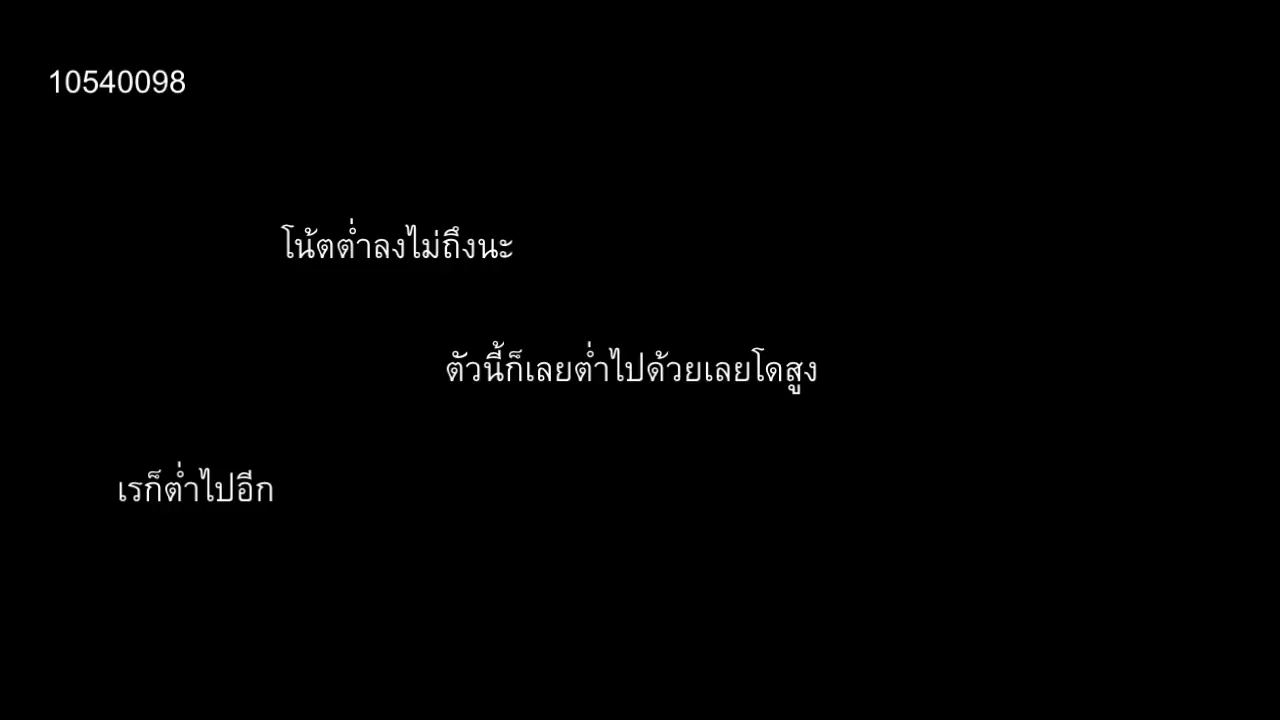 10540098
โน้ตต่ำลงไม่ถึงนะ
ตัวนี้ก็เลยต่ำไปด้วยเลยโดสูง
เรก็ต่ำไปอีก